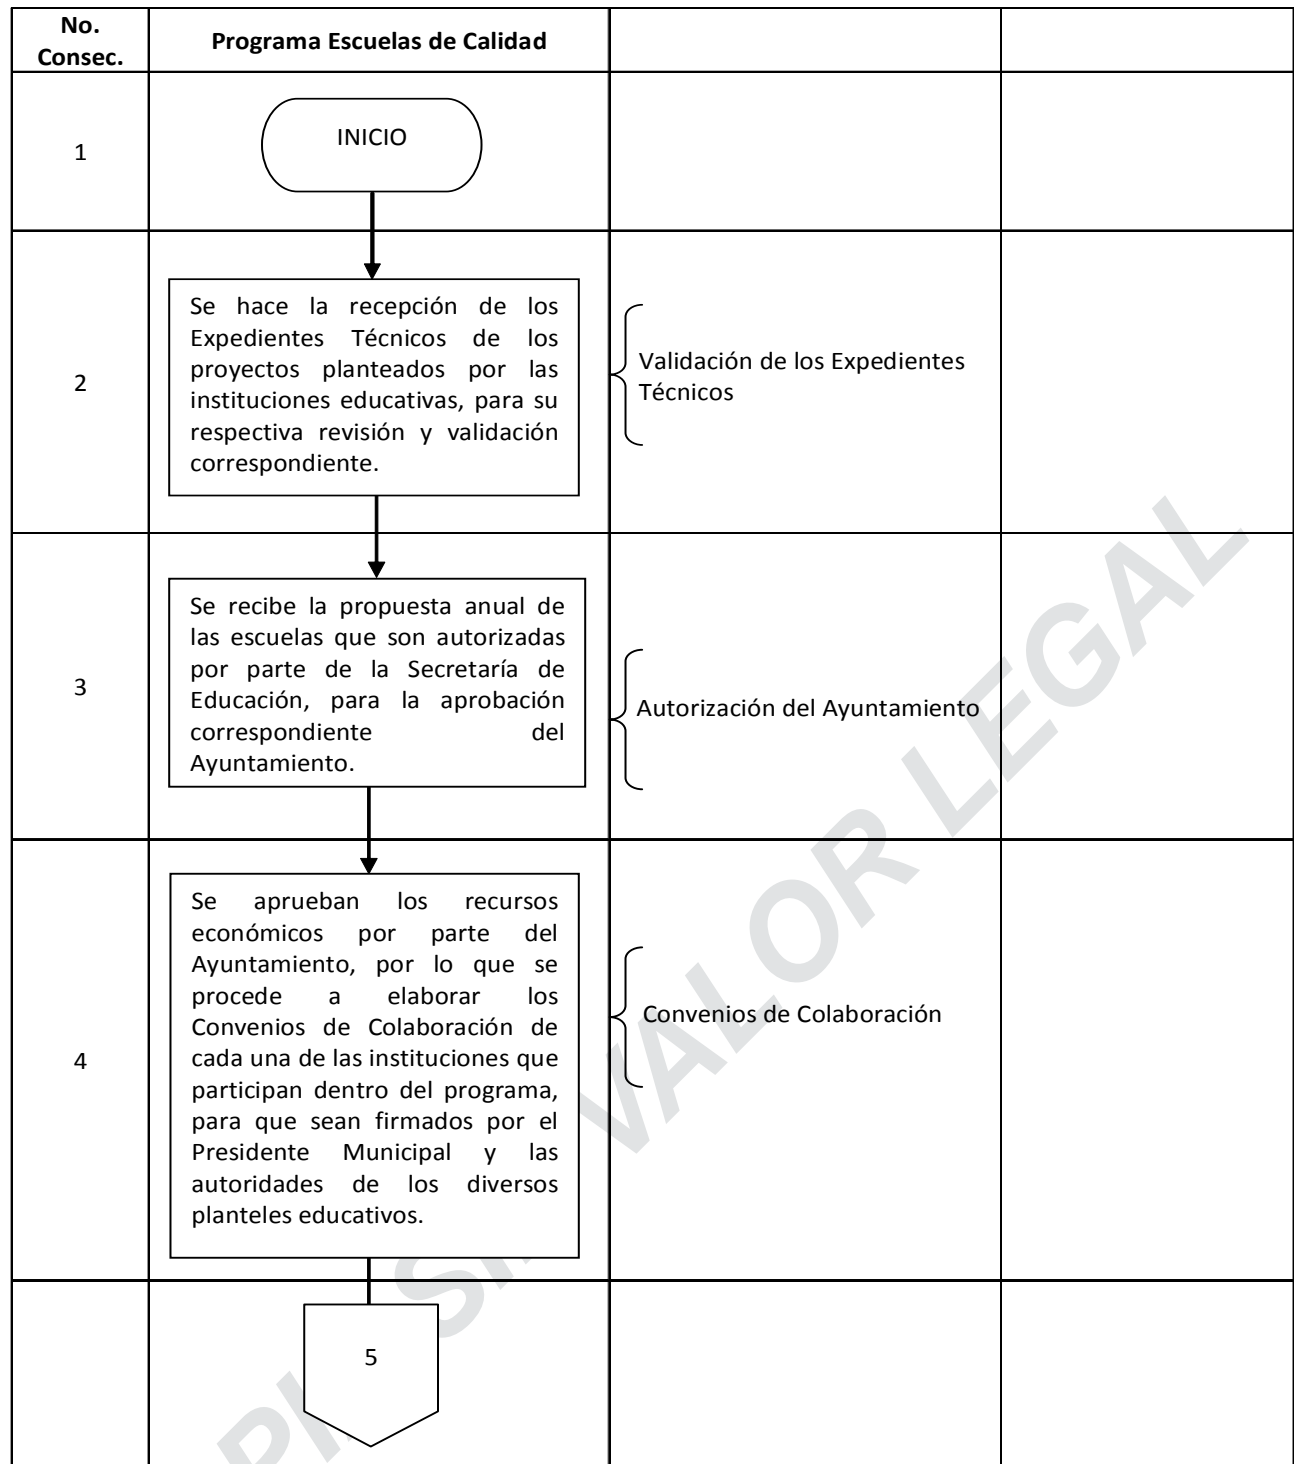 No.
Consec.
Programa Escuelas de Calidad
1
INICIO
2
Se hace la recepción de los
Expedientes Técnicos de los
proyectos planteados por las
instituciones educativas, para su
respectiva revisión y validación
correspondiente.
Validación de los Expedientes
Técnicos
3
Se recibe la propuesta anual de
las escuelas que son autorizadas
por parte de la Secretaría de
Educación, para la aprobación
correspondiente del
Ayuntamiento.
Autorización del Ayuntamiento
4
Se aprueban los recursos
económicos por parte del
Ayuntamiento, por lo que se
procede a elaborar los
Convenios de Colaboración de
cada una de las instituciones que
participan dentro del programa,
para que sean firmados por el
Presidente Municipal y las
autoridades de los diversos
planteles educativos.
Convenios de Colaboración
5
VALOR LEGAL